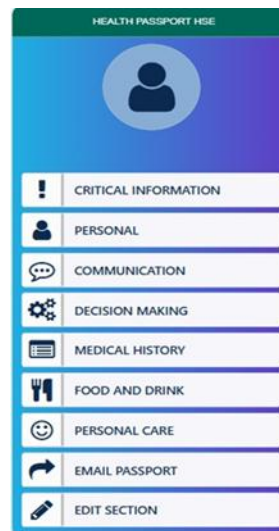 HEALTH PASSPORT HSE
CRITICAL INFORMATION
PERSONAL
COMMUNICATION
DECISION MAKING
MEDICAL HISTORY
FOOD AND DRINK
PERSONAL CARE
EMAIL PASSPORT
EDIT SECTION